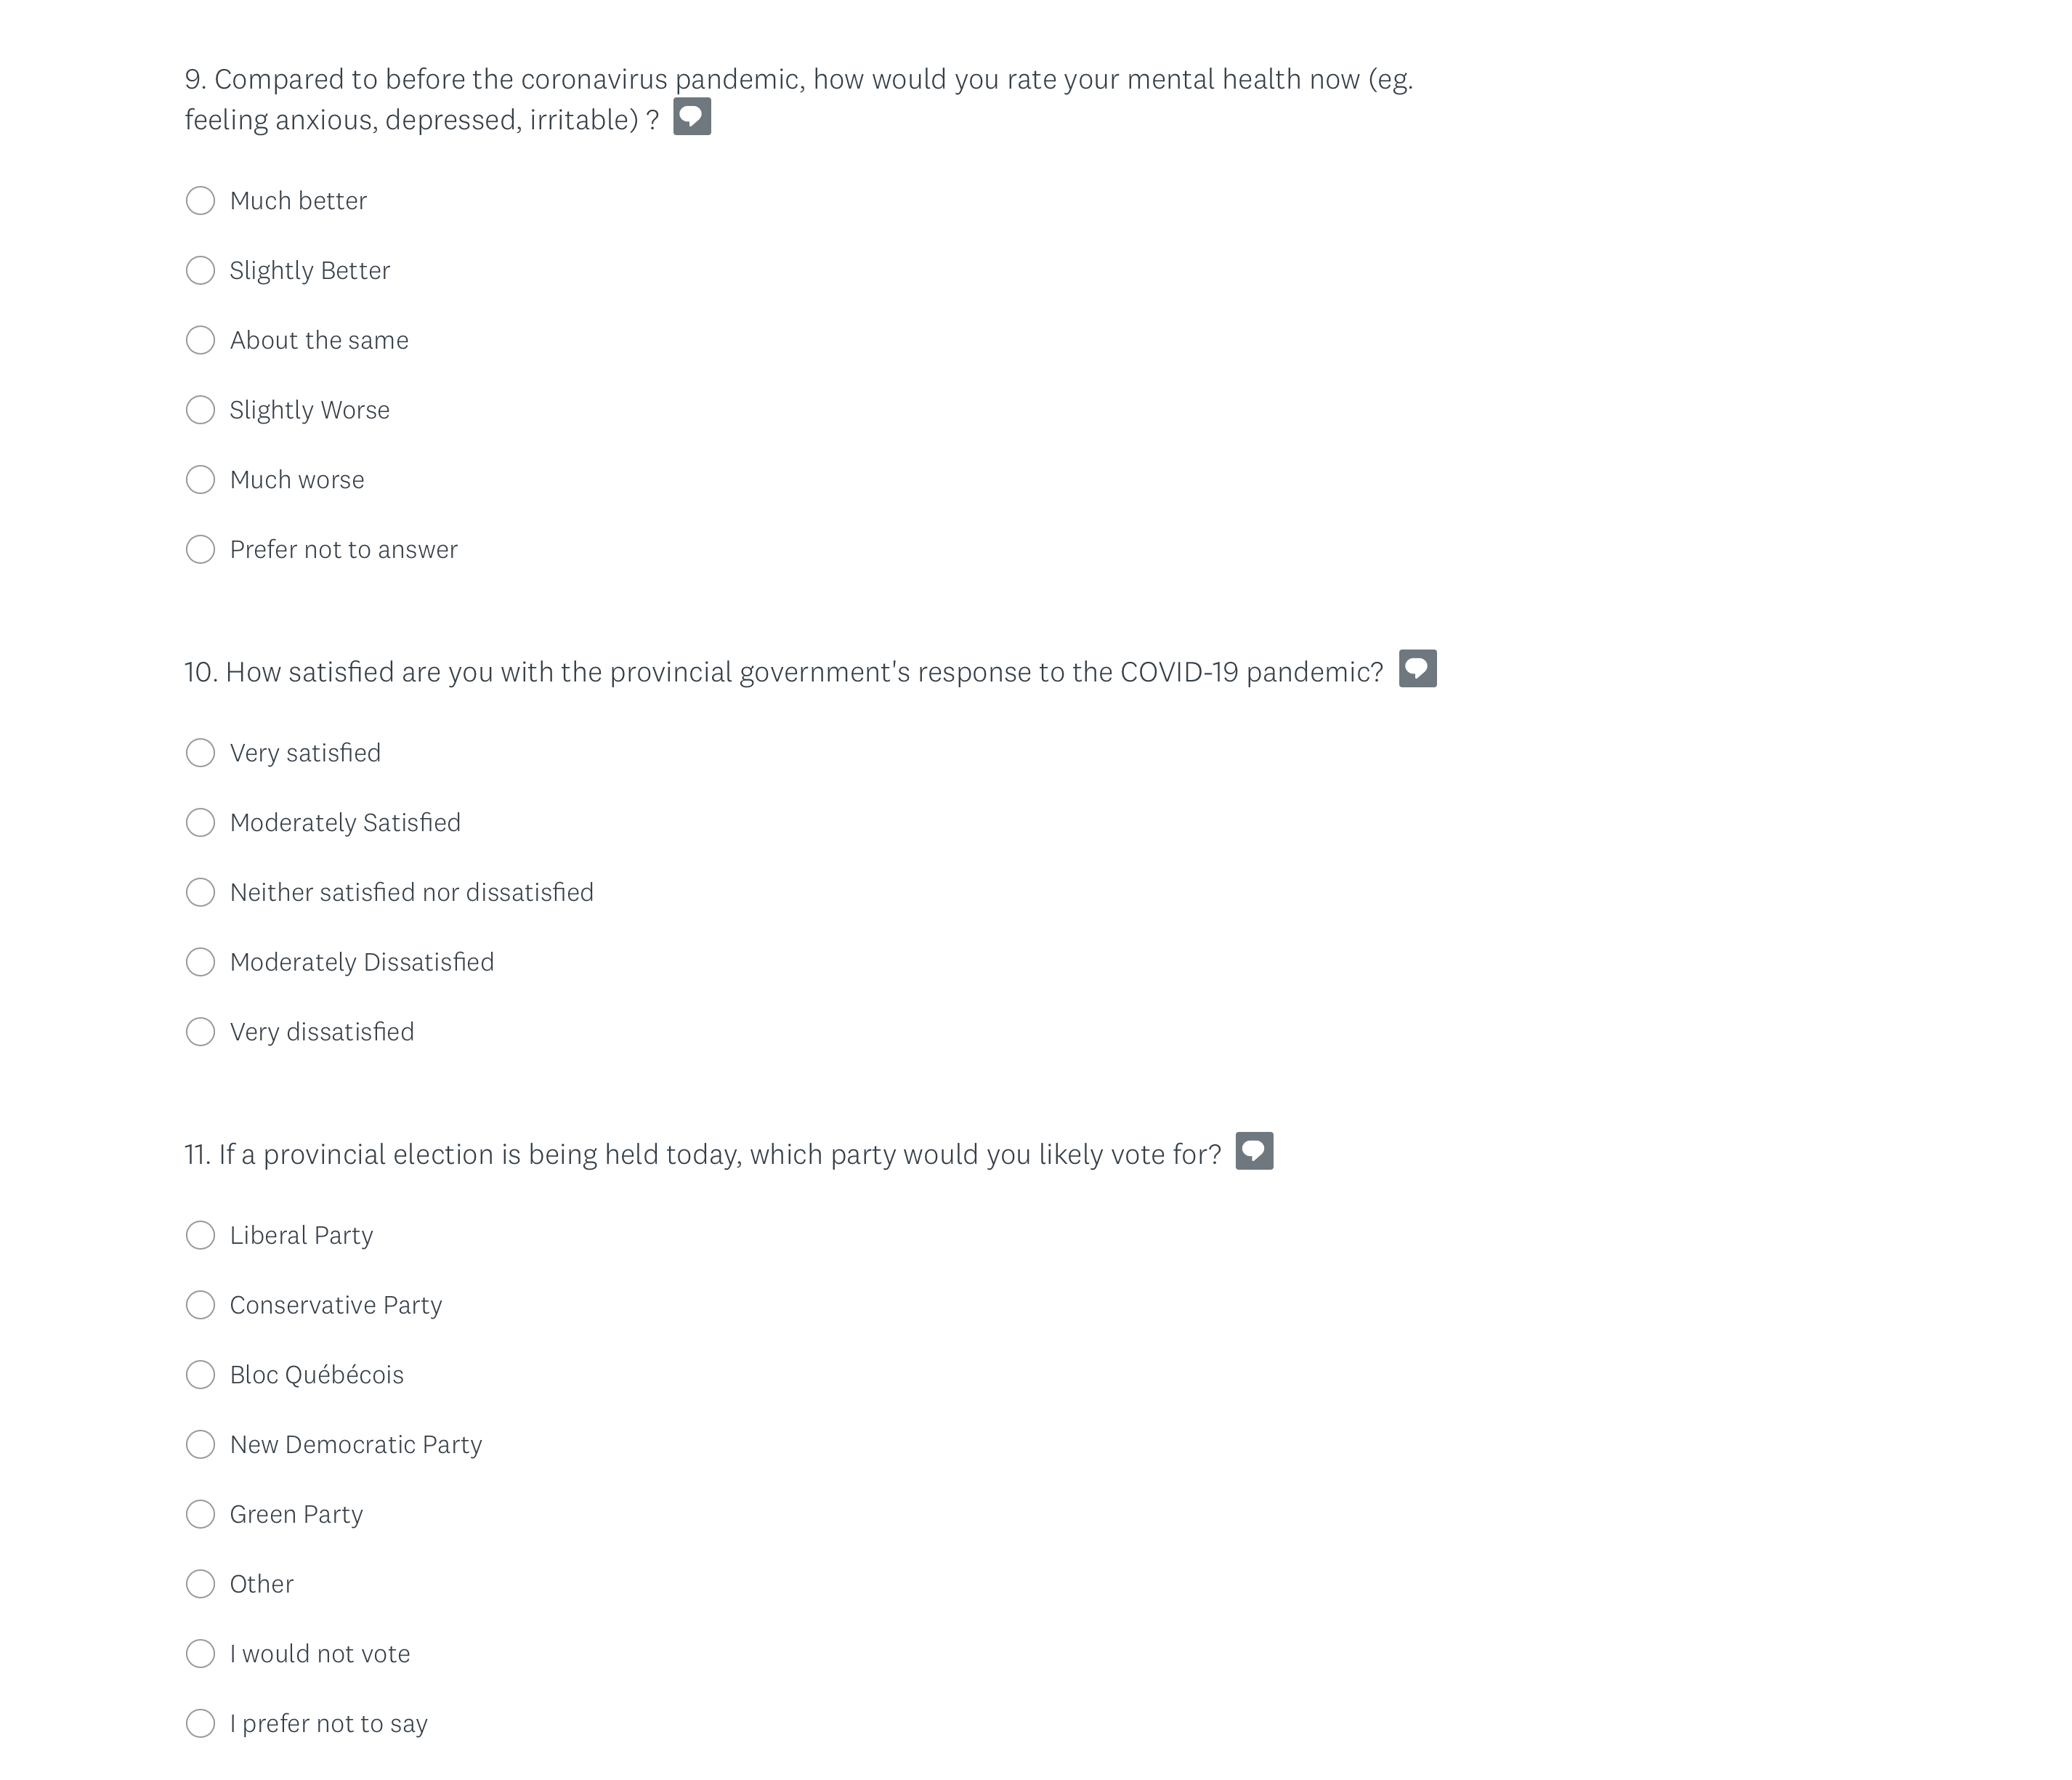 9. Compared to before the coronavirus pandemic, how would you rate your mental health now (eg.
feeling anxious, depressed, irritable) ?
Much better
Slightly Better
About the same
Slightly Worse
Much worse
Prefer not to answer
10. How satisfied are you with the provincial government's response to the COVID-19 pandemic?
Very satisfied
Moderately Satisfied
Neither satisfied nor dissatisfied
Moderately Dissatisfied
Very dissatisfied
11. If a provincial election is being held today, which party would you likely vote for?
Liberal Party
Conservative Party
Bloc Québécois
New Democratic Party
Green Party
Other
I would not vote
I prefer not to say